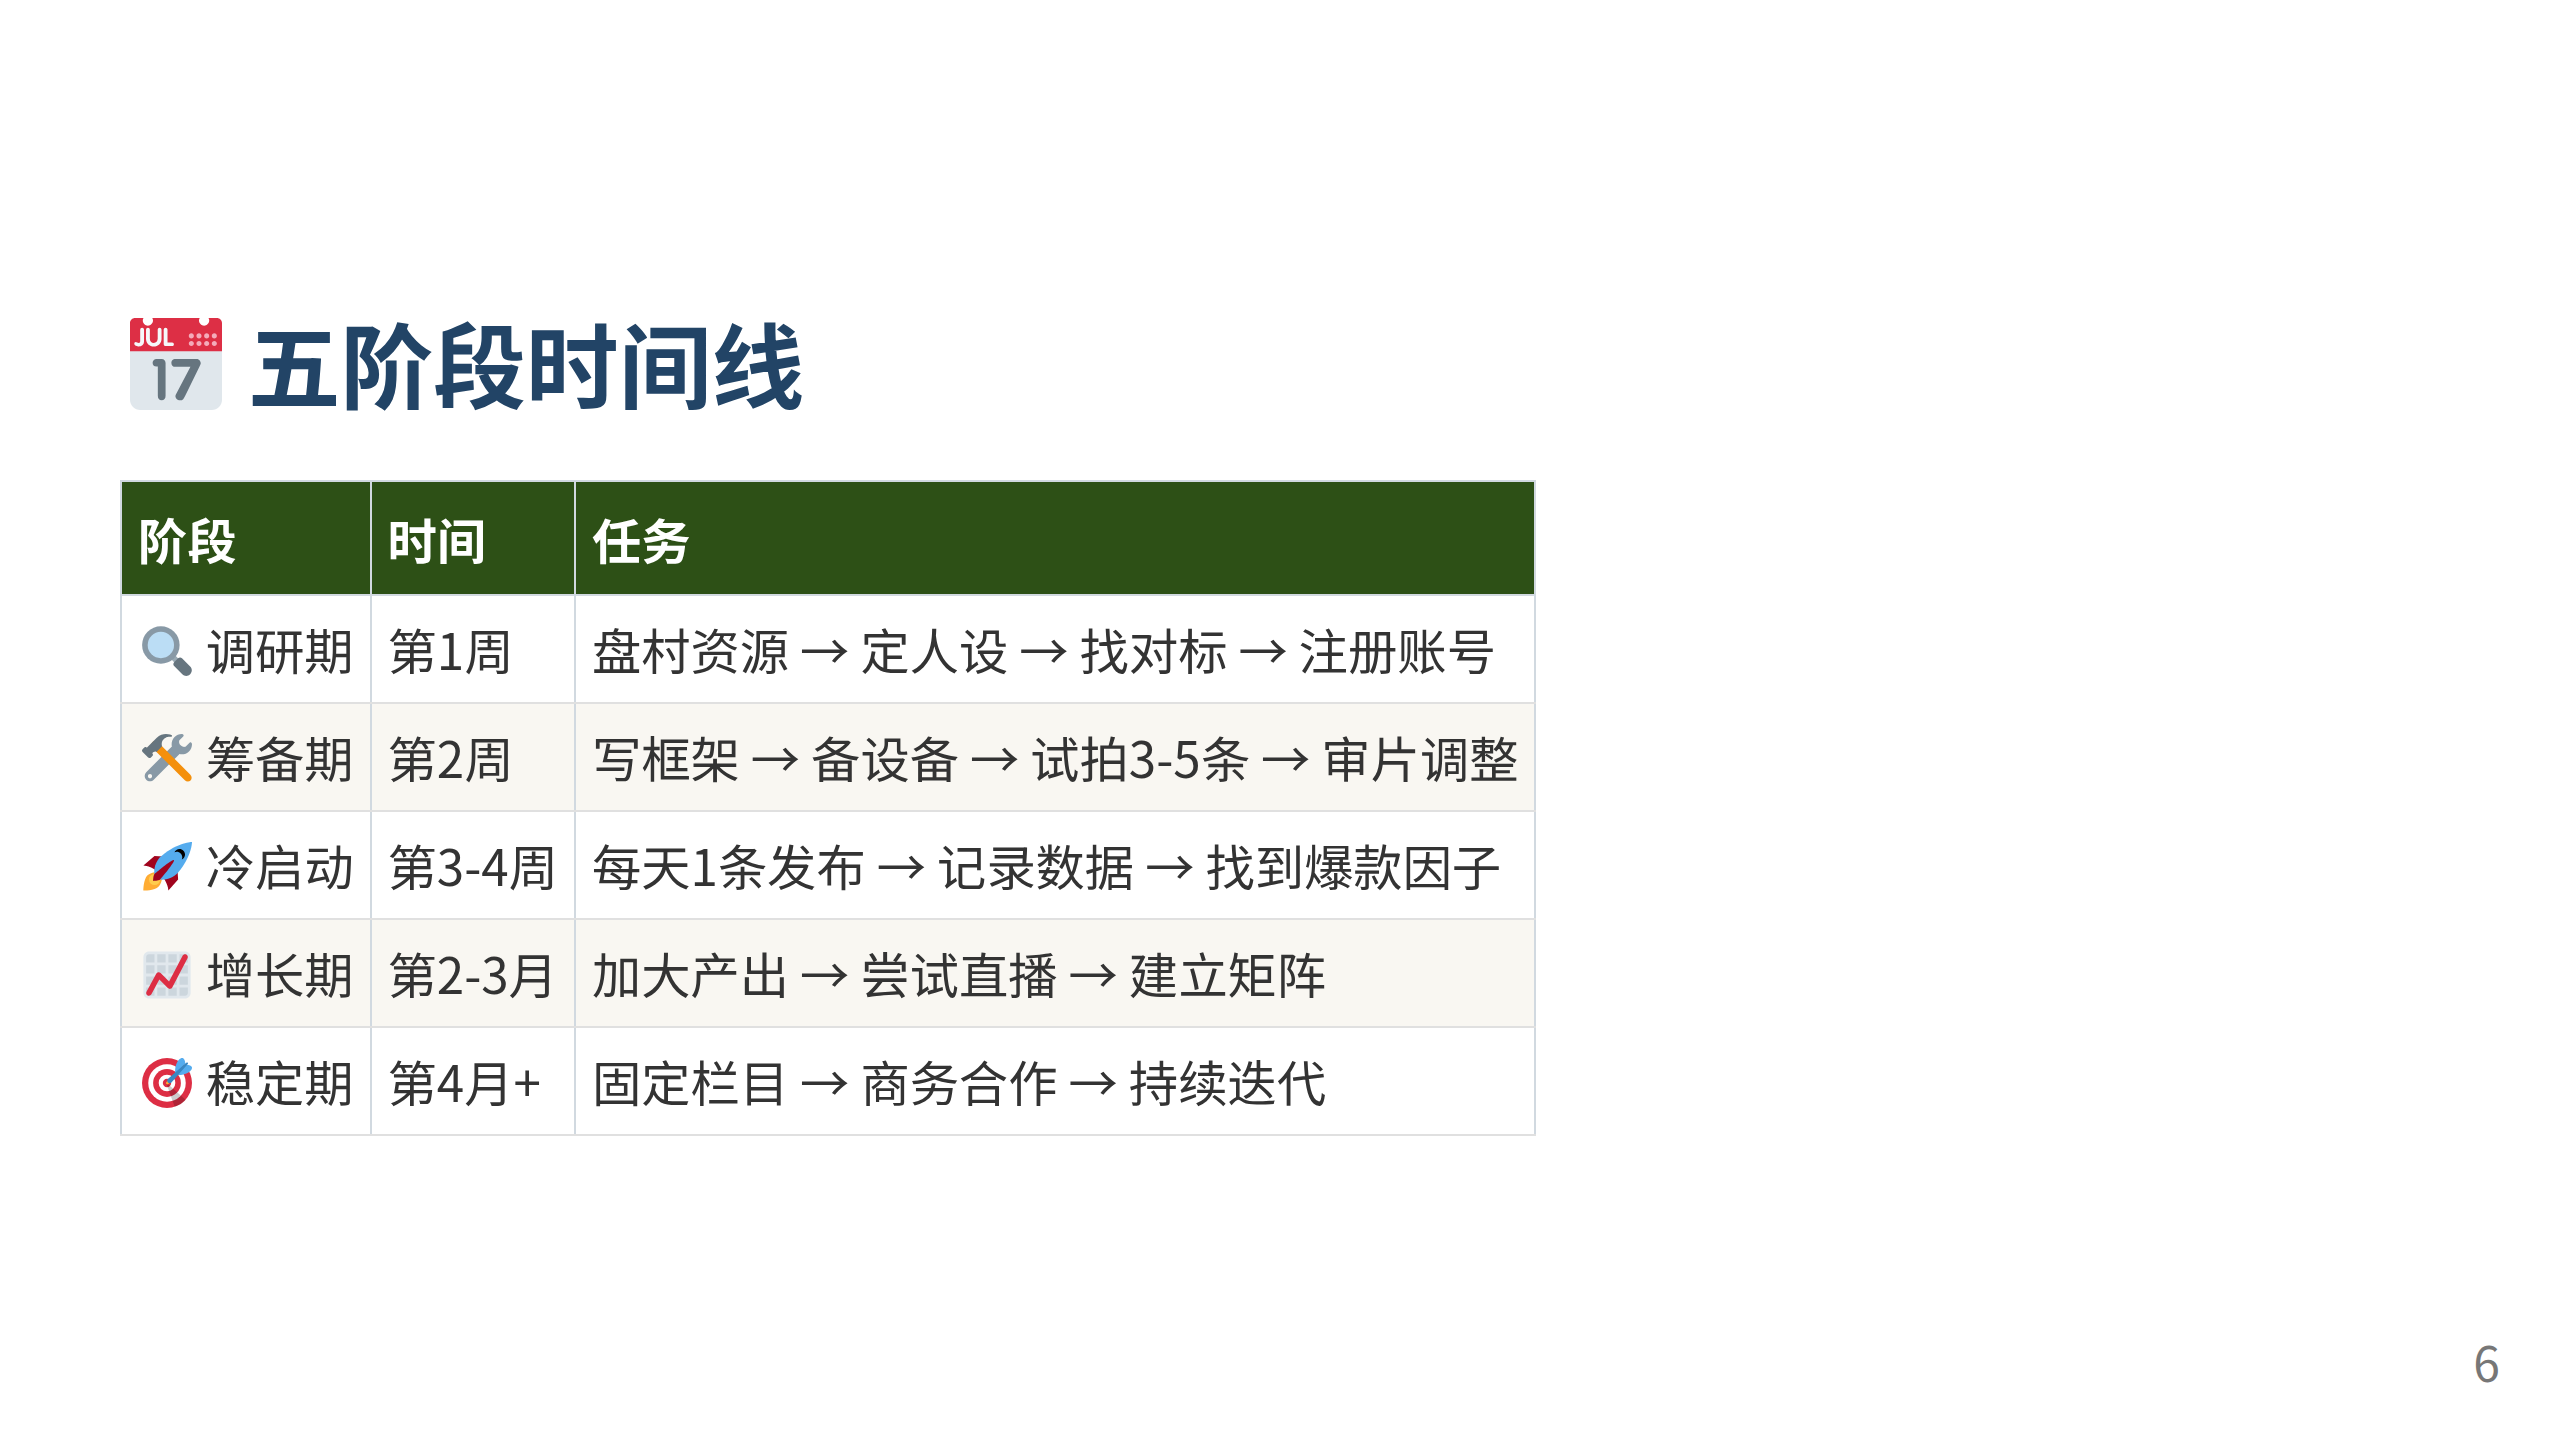 五阶段时间线
阶段 时间 任务
调研期 第1周 盘村资源 → 定人设 → 找对标 → 注册账号
筹备期 第2周 写框架 → 备设备 → 试拍3-5条 → 审片调整
冷启动 第3-4周 每天1条发布 → 记录数据 → 找到爆款因子
增长期 第2-3月 加大产出 → 尝试直播 → 建立矩阵
稳定期 第4月+ 固定栏目 → 商务合作 → 持续迭代
6